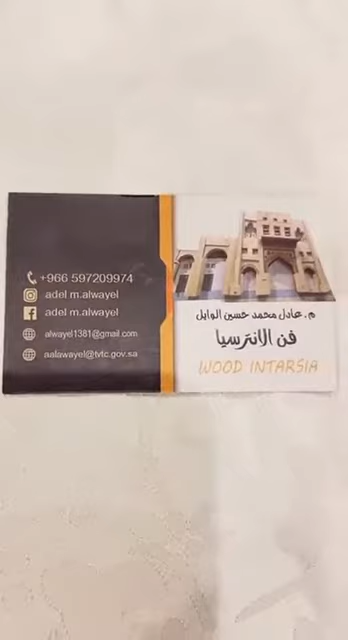 +966 597209974
adel m.alwayel
adel m.alwayel
alwayel1381@gmail.com
aalawayel@tvtc.gov.sa
م. عادل محمد حسين الوايل
فن الانترسيا
WOOD INTARSIA